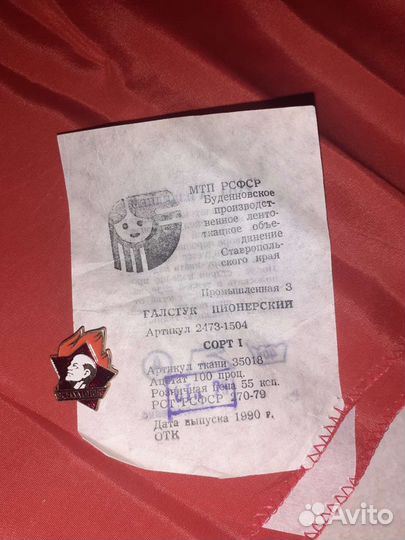 МТП РСФСР
Буденновское
производст-
венное ленто-
ткацкое объе-
динение
Ставрополь-
ского края
Промышленная 3
ГАЛСТУК ПИОНЕРСКИЙ
Артикул 2473-1504
СОРТ I
Артикул ткани 35018
Ацетат 100 проц.
Розничная цена 55 коп.
РСТ РСФСР 270-79
Дата выпуска 1990 г.
ОТК
ВСЕГДА ГОТОВ
Avito